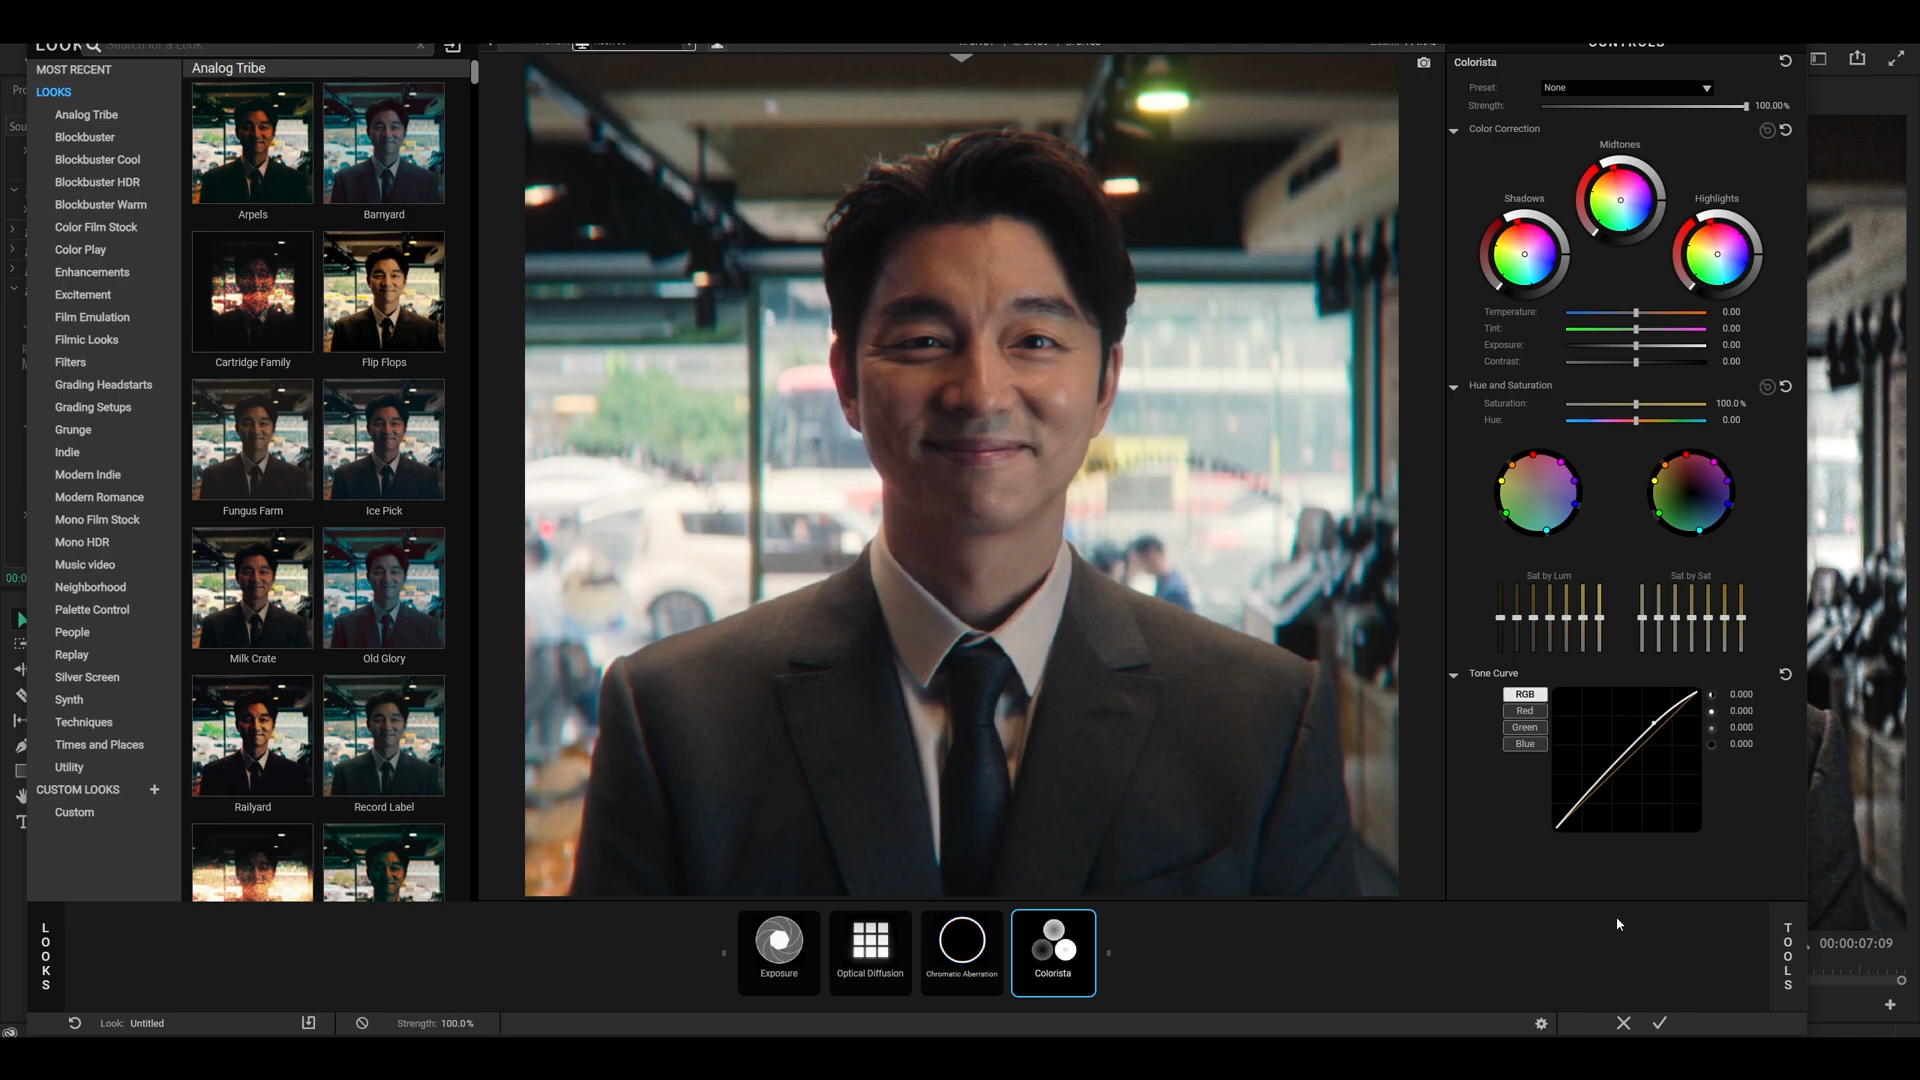 LOOK
Search for a Look
MOST RECENT
LOOKS
Analog Tribe
Blockbuster
Blockbuster Cool
Blockbuster HDR
Blockbuster Warm
Color Film Stock
Color Play
Enhancements
Excitement
Film Emulation
Filmic Looks
Filters
Grading Headstarts
Grading Setups
Grunge
Indie
Modern Indie
Modern Romance
Mono Film Stock
Mono HDR
Music video
Neighborhood
Palette Control
People
Replay
Silver Screen
Synth
Techniques
Times and Places
Utility
CUSTOM LOOKS +
Custom
Analog Tribe
Arpels
Barnyard
Cartridge Family
Flip Flops
Fungus Farm
Ice Pick
Milk Crate
Old Glory
Railyard
Record Label
CONTROLS
Colorista
Preset: None
Strength: 100.00%
Color Correction
Midtones
Shadows
Highlights
Temperature: 0.00
Tint: 0.00
Exposure: 0.00
Contrast: 0.00
Hue and Saturation
Saturation: 100.0%
Hue: 0.00
Sat by Lum
Sat by Sat
Tone Curve
RGB 0.000
Red 0.000
Green 0.000
Blue 0.000
LOOKS
Exposure
Optical Diffusion
Chromatic Aberration
Colorista
TOOLS
00:00:07:09
Look: Untitled
Strength: 100.0%